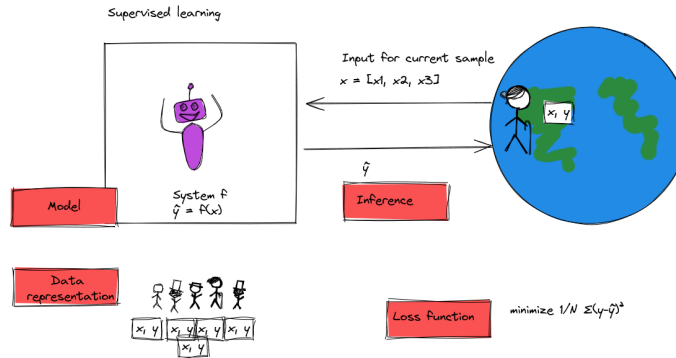 Supervised learning
Input for current sample
x = [x1, x2, x3]
x, y
ŷ
System f
ŷ = f(x)
Model
Inference
Data
representation
x, y
x, y
x, y
x, y
x, y
Loss function
minimize 1/N Σ(y-ŷ)²